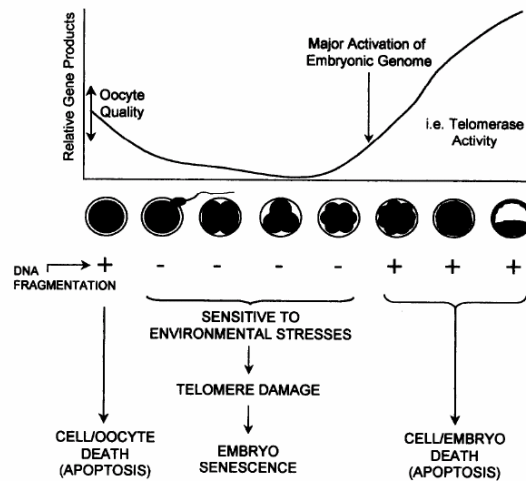 Relative Gene Products
Oocyte
Quality
Major Activation of
Embryonic Genome
i.e. Telomerase
Activity
DNA
FRAGMENTATION
+ - - - - + + +
SENSITIVE TO
ENVIRONMENTAL STRESSES
TELOMERE DAMAGE
CELL/OOCYTE
DEATH
(APOPTOSIS)
EMBRYO
SENESCENCE
CELL/EMBRYO
DEATH
(APOPTOSIS)